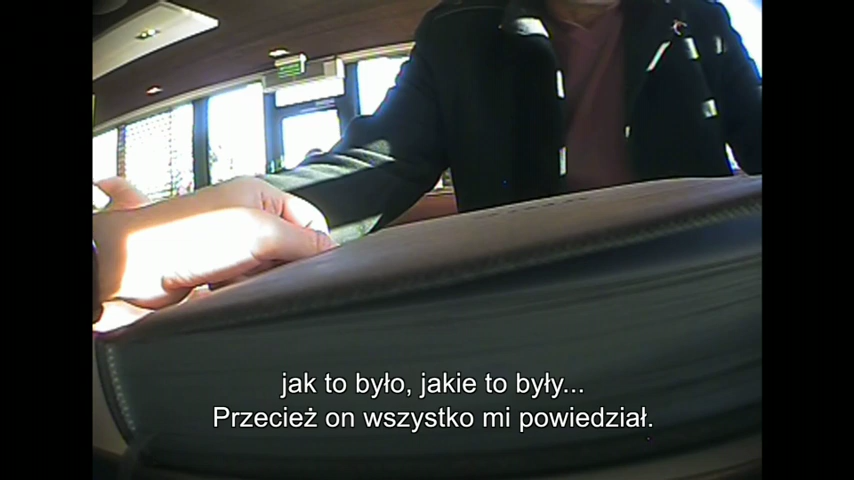 jak to było, jakie to były...
Przecież on wszystko mi powiedział.